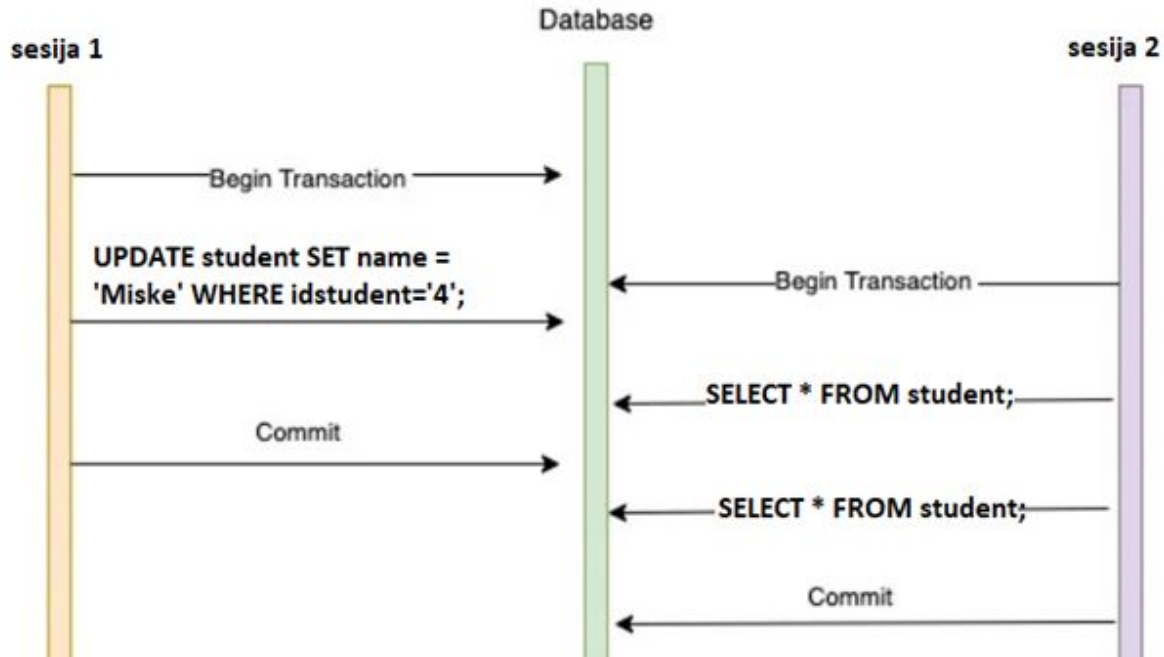 Database
sesija 1
sesija 2
Begin Transaction
UPDATE student SET name =
'Miske' WHERE idstudent='4';
Begin Transaction
SELECT * FROM student;
Commit
SELECT * FROM student;
Commit